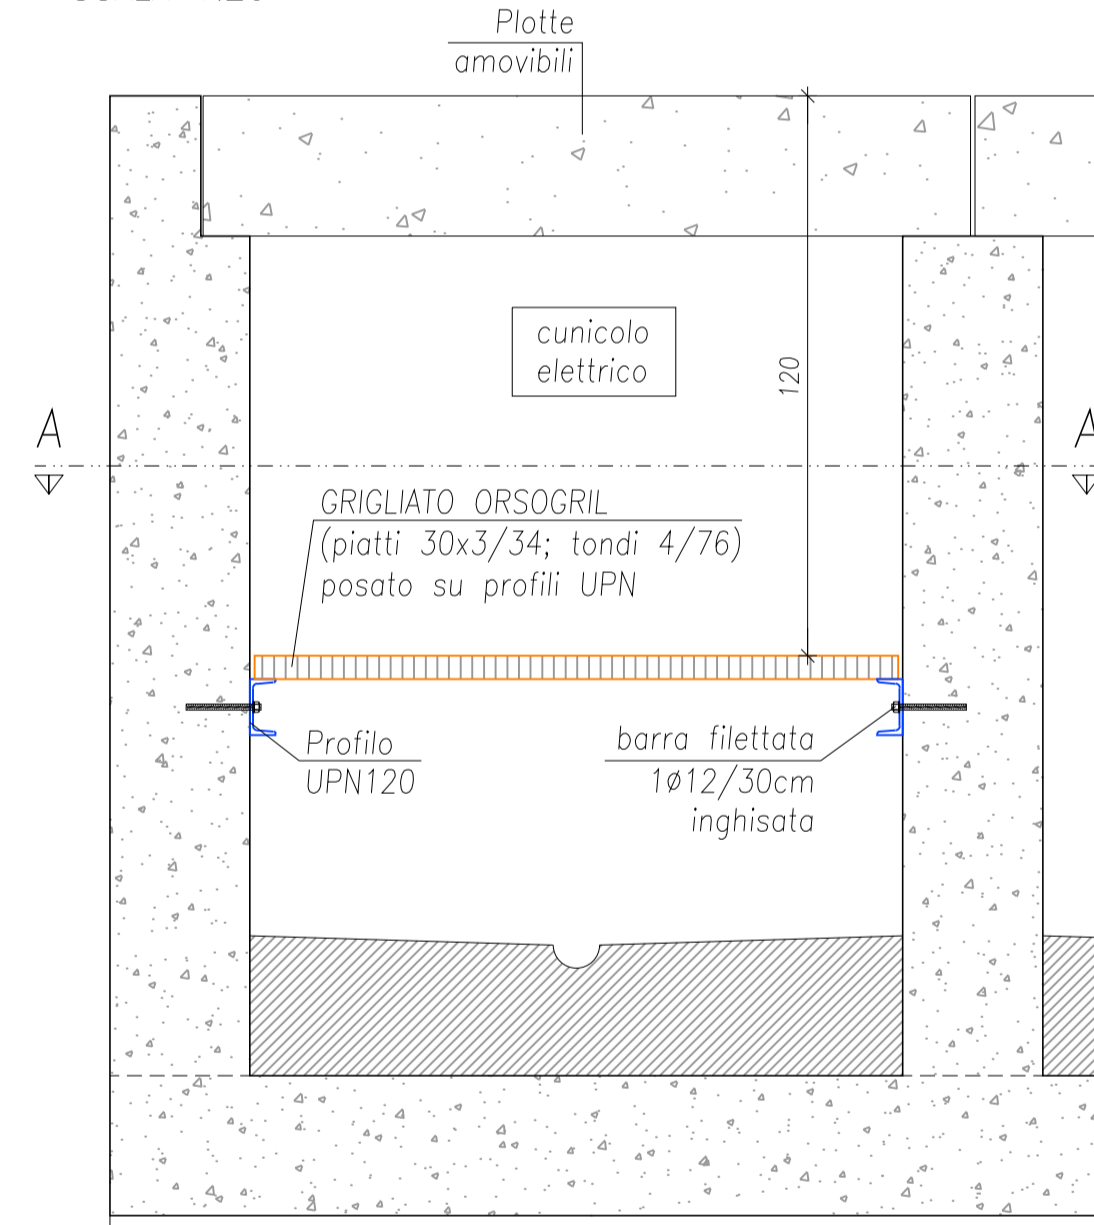 Plotte
amovibili
cunicolo
elettrico
120
A
A
GRIGLIATO ORSOGRIL
(piatti 30x3/34; tondi 4/76)
posato su profili UPN
Profilo
UPN120
barra filettata
1ø12/30cm
inghisata